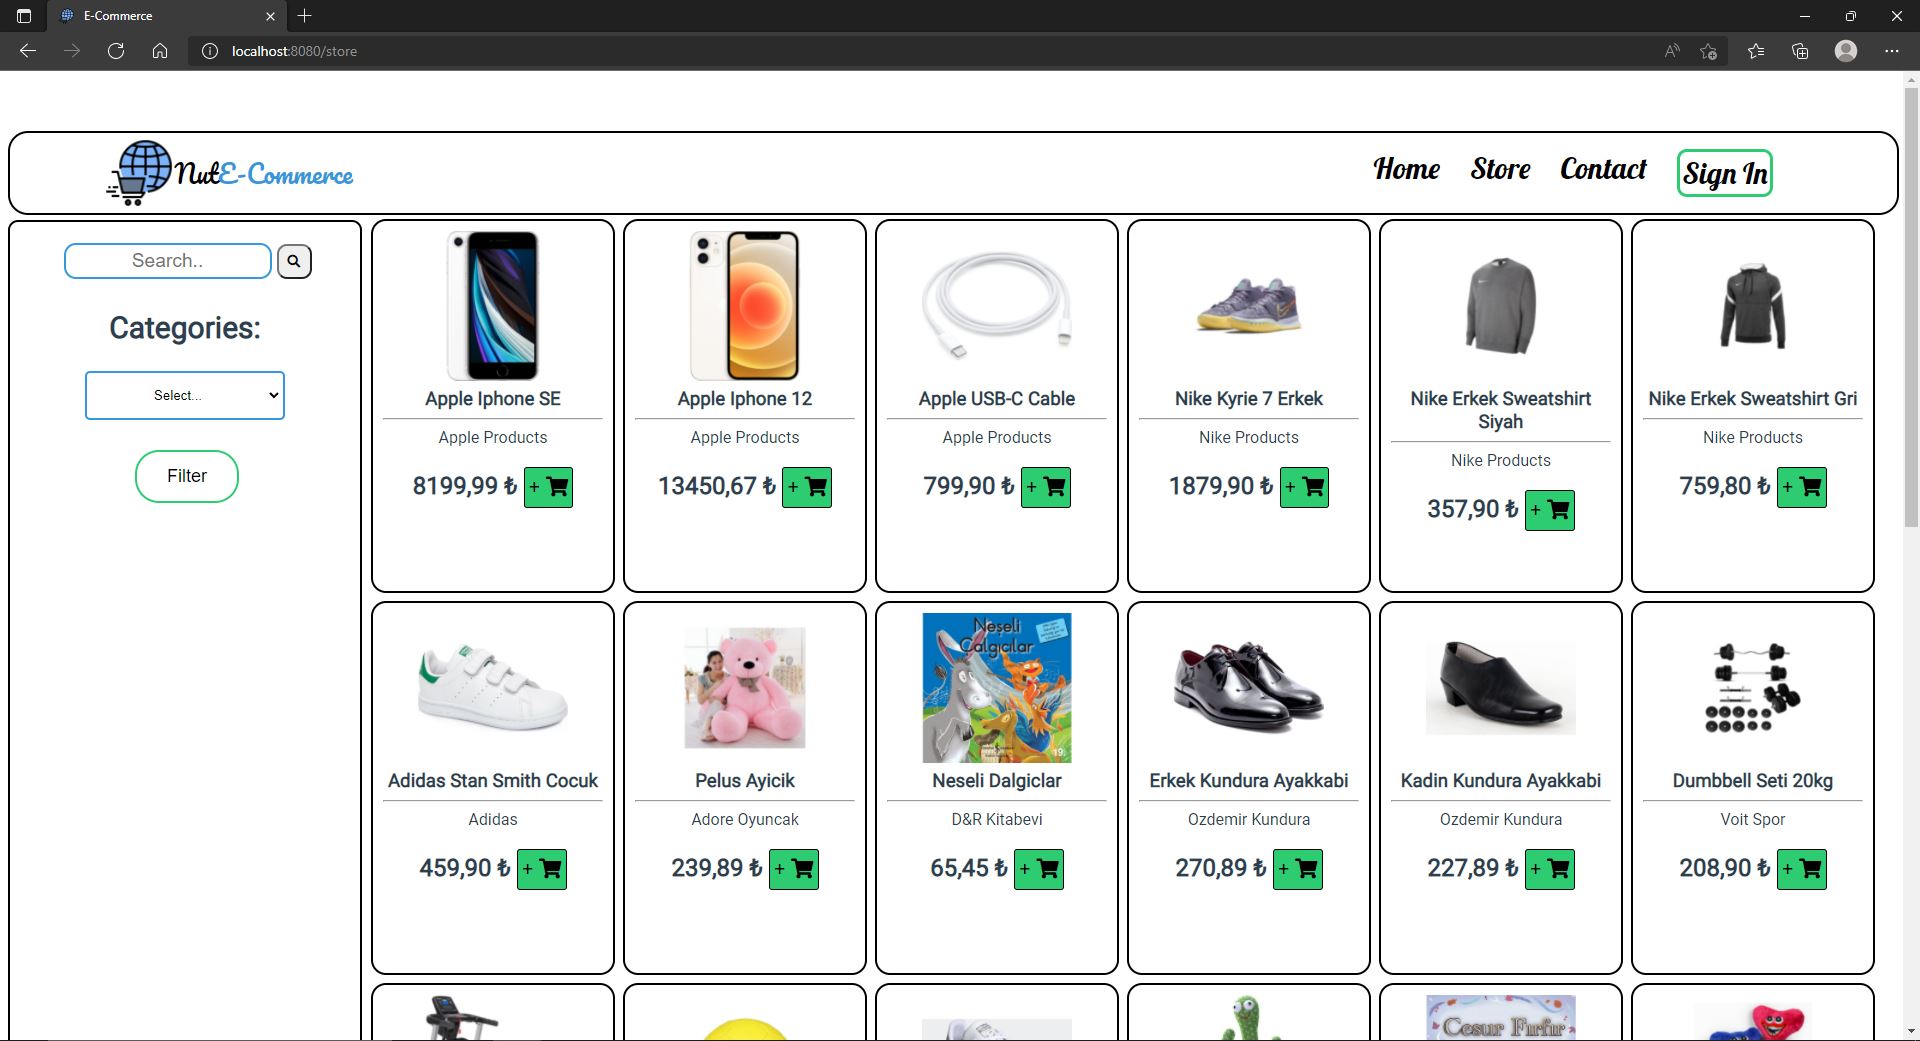 E-Commerce
localhost:8080/store
NutE-Commerce
Home Store Contact Sign In
Search..
Categories:
Select...
Filter
Apple Iphone SE
Apple Products
8199,99 ₺ +
Apple Iphone 12
Apple Products
13450,67 ₺ +
Apple USB-C Cable
Apple Products
799,90 ₺ +
Nike Kyrie 7 Erkek
Nike Products
1879,90 ₺ +
Nike Erkek Sweatshirt
Siyah
Nike Products
357,90 ₺ +
Nike Erkek Sweatshirt Gri
Nike Products
759,80 ₺ +
Adidas Stan Smith Cocuk
Adidas
459,90 ₺ +
Pelus Ayicik
Adore Oyuncak
239,89 ₺ +
Neşeli
Çalgıcılar
19.
Neseli Dalgiclar
D&R Kitabevi
65,45 ₺ +
Erkek Kundura Ayakkabi
Ozdemir Kundura
270,89 ₺ +
Kadin Kundura Ayakkabi
Ozdemir Kundura
227,89 ₺ +
Dumbbell Seti 20kg
Voit Spor
208,90 ₺ +
Cesur Fırfır